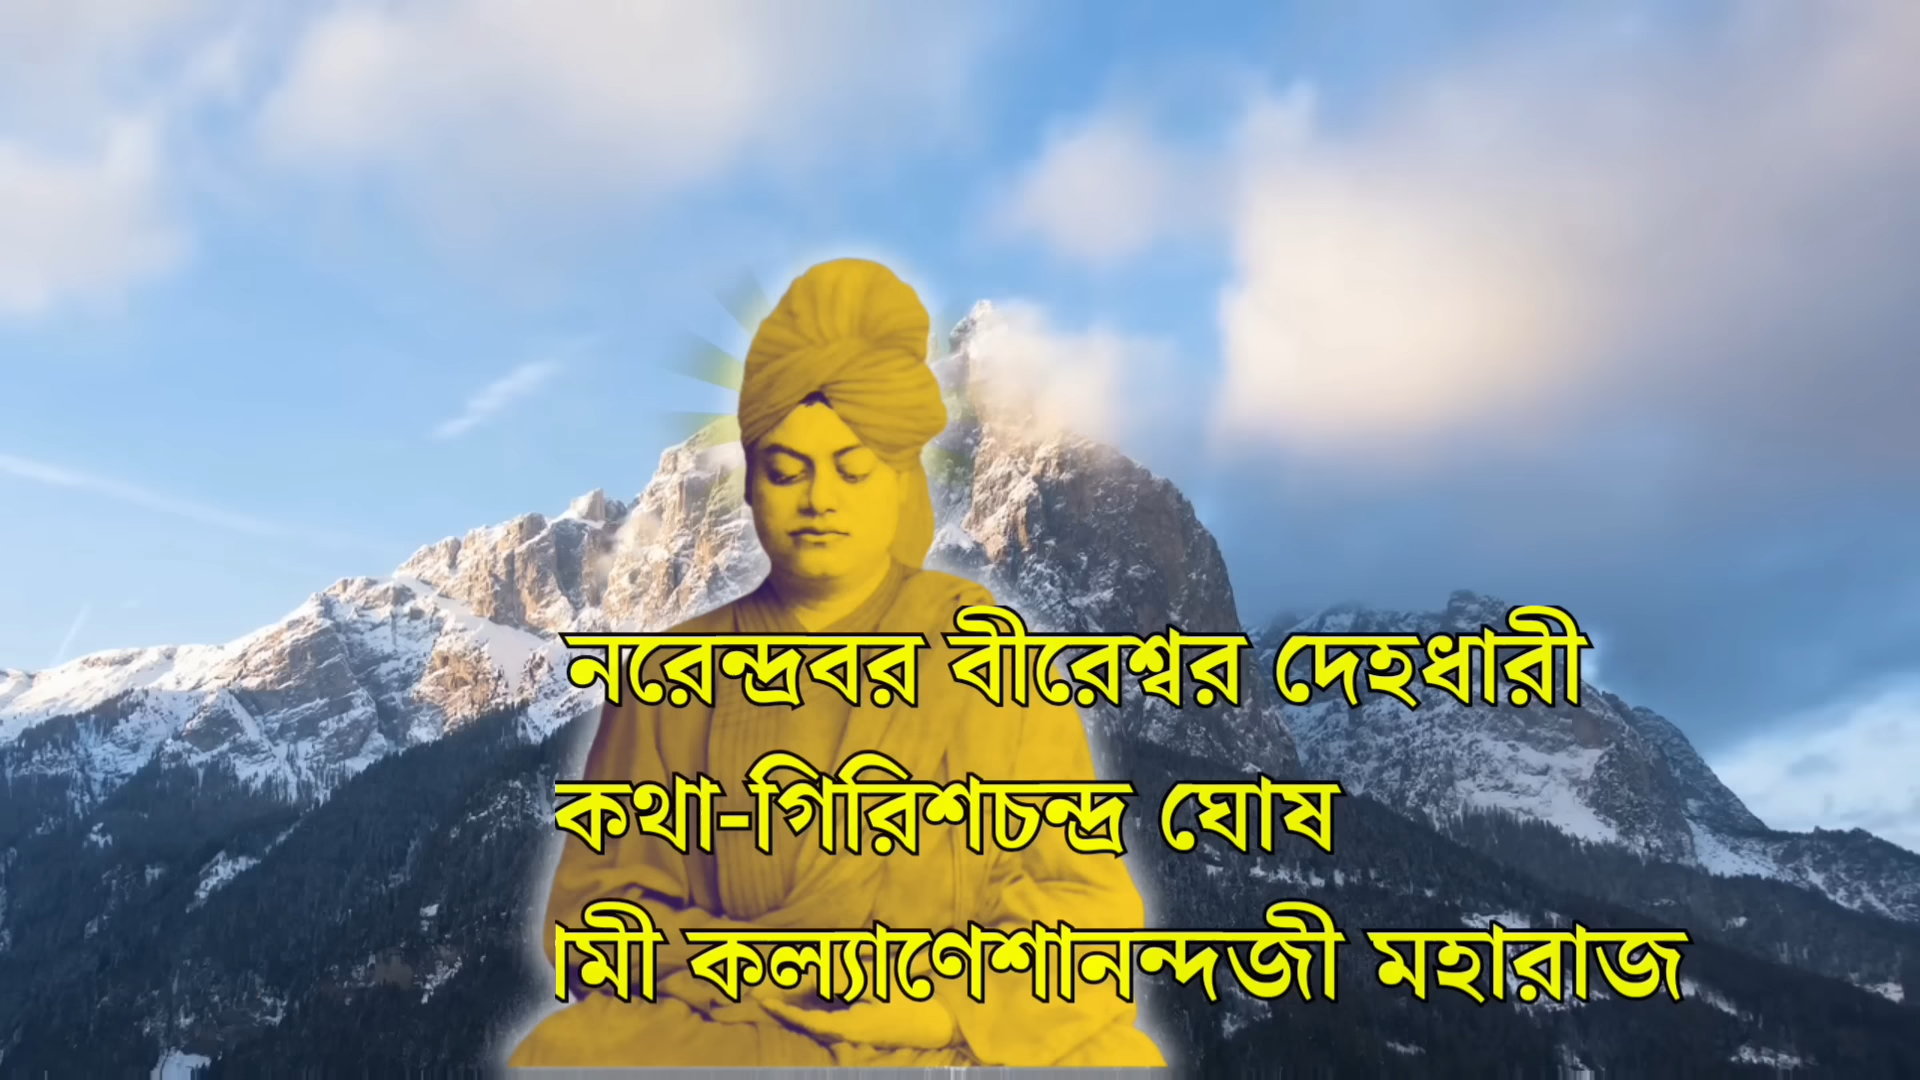 নরেন্দ্রবর বীরেশ্বর দেহধারী
কথা-গিরিশচন্দ্র ঘোষ
কল্যাণেশানন্দজী মহারাজ